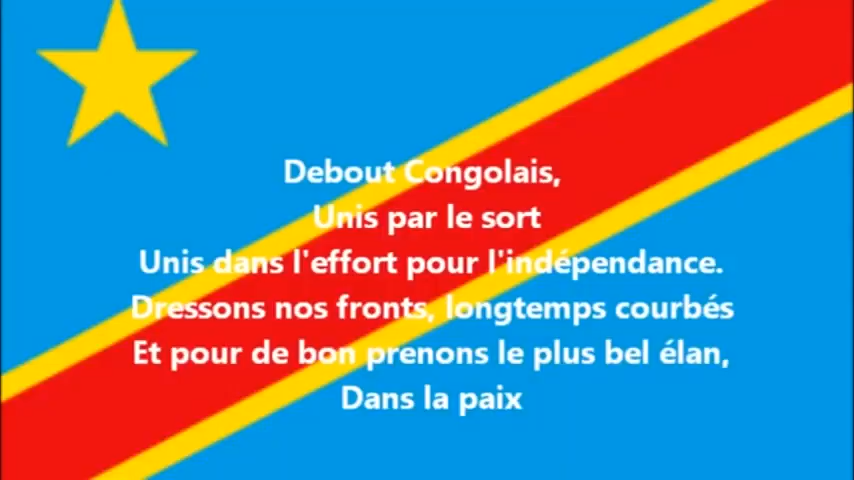 Debout Congolais,
Unis par le sort
Unis dans l'effort pour l'indépendance.
Dressons nos fronts, longtemps courbés
Et pour de bon prenons le plus bel élan,
Dans la paix